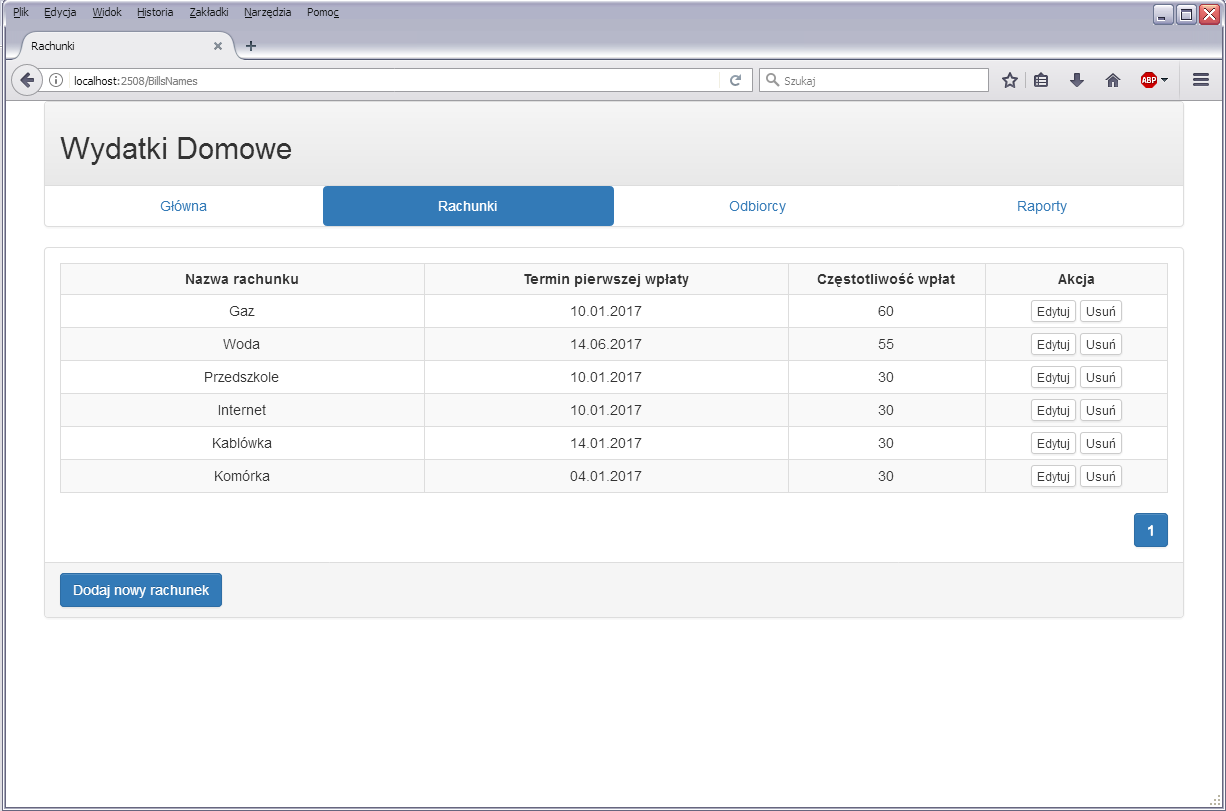 Plik Edycja Widok Historia Zakładki Narzędzia Pomoc
Rachunki
localhost:2508/BillsNames Szukaj ABP
Wydatki Domowe
Główna Rachunki Odbiorcy Raporty
Nazwa rachunku Termin pierwszej wpłaty Częstotliwość wpłat Akcja
Gaz 10.01.2017 60 Edytuj Usuń
Woda 14.06.2017 55 Edytuj Usuń
Przedszkole 10.01.2017 30 Edytuj Usuń
Internet 10.01.2017 30 Edytuj Usuń
Kablówka 14.01.2017 30 Edytuj Usuń
Komórka 04.01.2017 30 Edytuj Usuń
1
Dodaj nowy rachunek